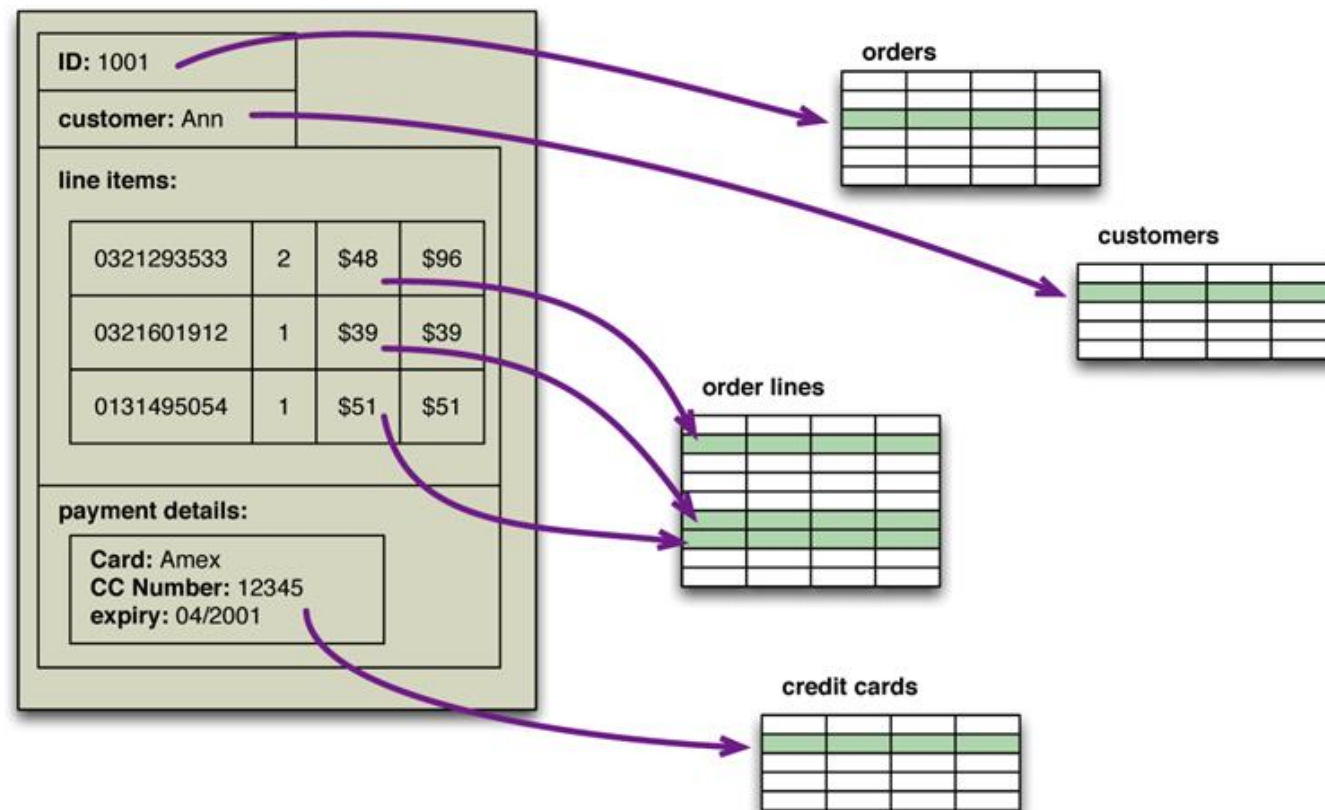 ID: 1001
customer: Ann
line items:
0321293533 2 $48 $96
0321601912 1 $39 $39
0131495054 1 $51 $51
payment details:
Card: Amex
CC Number: 12345
expiry: 04/2001
orders
customers
order lines
credit cards